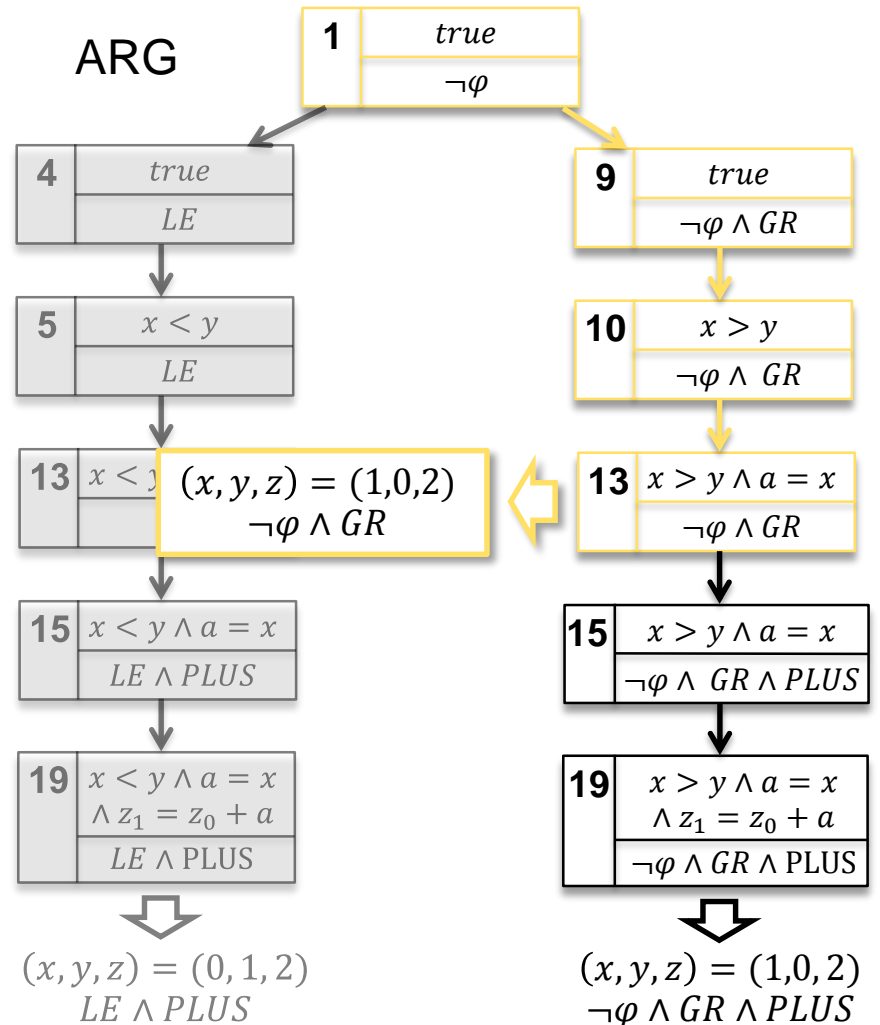 ARG
1 true
¬φ
4 true
LE
9 true
¬φ ∧ GR
5 x < y
LE
10 x > y
¬φ ∧ GR
13 x < y
(x, y, z) = (1,0,2)
¬φ ∧ GR
13 x > y ∧ a = x
¬φ ∧ GR
15 x < y ∧ a = x
LE ∧ PLUS
15 x > y ∧ a = x
¬φ ∧ GR ∧ PLUS
19 x < y ∧ a = x
∧ z₁ = z₀ + a
LE ∧ PLUS
19 x > y ∧ a = x
∧ z₁ = z₀ + a
¬φ ∧ GR ∧ PLUS
(x, y, z) = (0, 1, 2)
LE ∧ PLUS
(x, y, z) = (1,0, 2)
¬φ ∧ GR ∧ PLUS